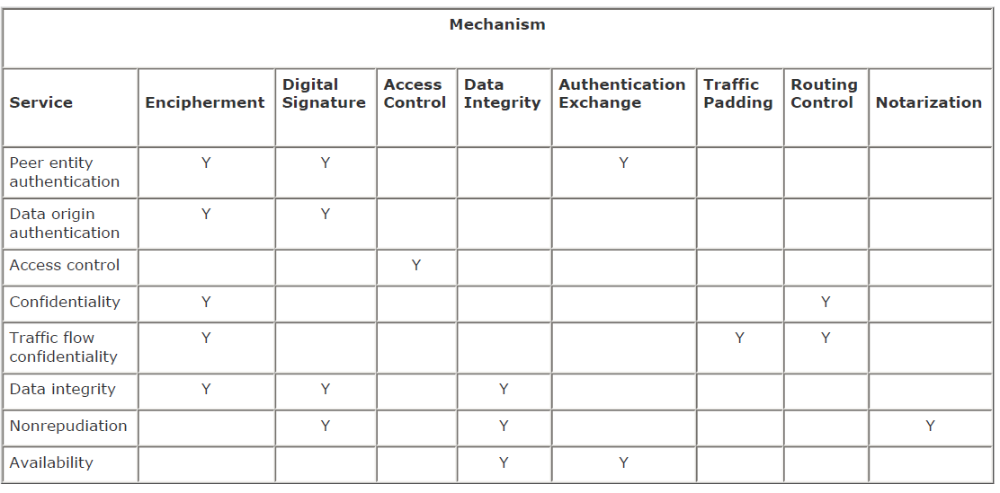 Mechanism
Service Encipherment Digital Signature Access Control Data Integrity Authentication Exchange Traffic Padding Routing Control Notarization
Peer entity authentication Y Y Y
Data origin authentication Y Y
Access control Y
Confidentiality Y Y
Traffic flow confidentiality Y Y Y
Data integrity Y Y Y
Nonrepudiation Y Y Y
Availability Y Y